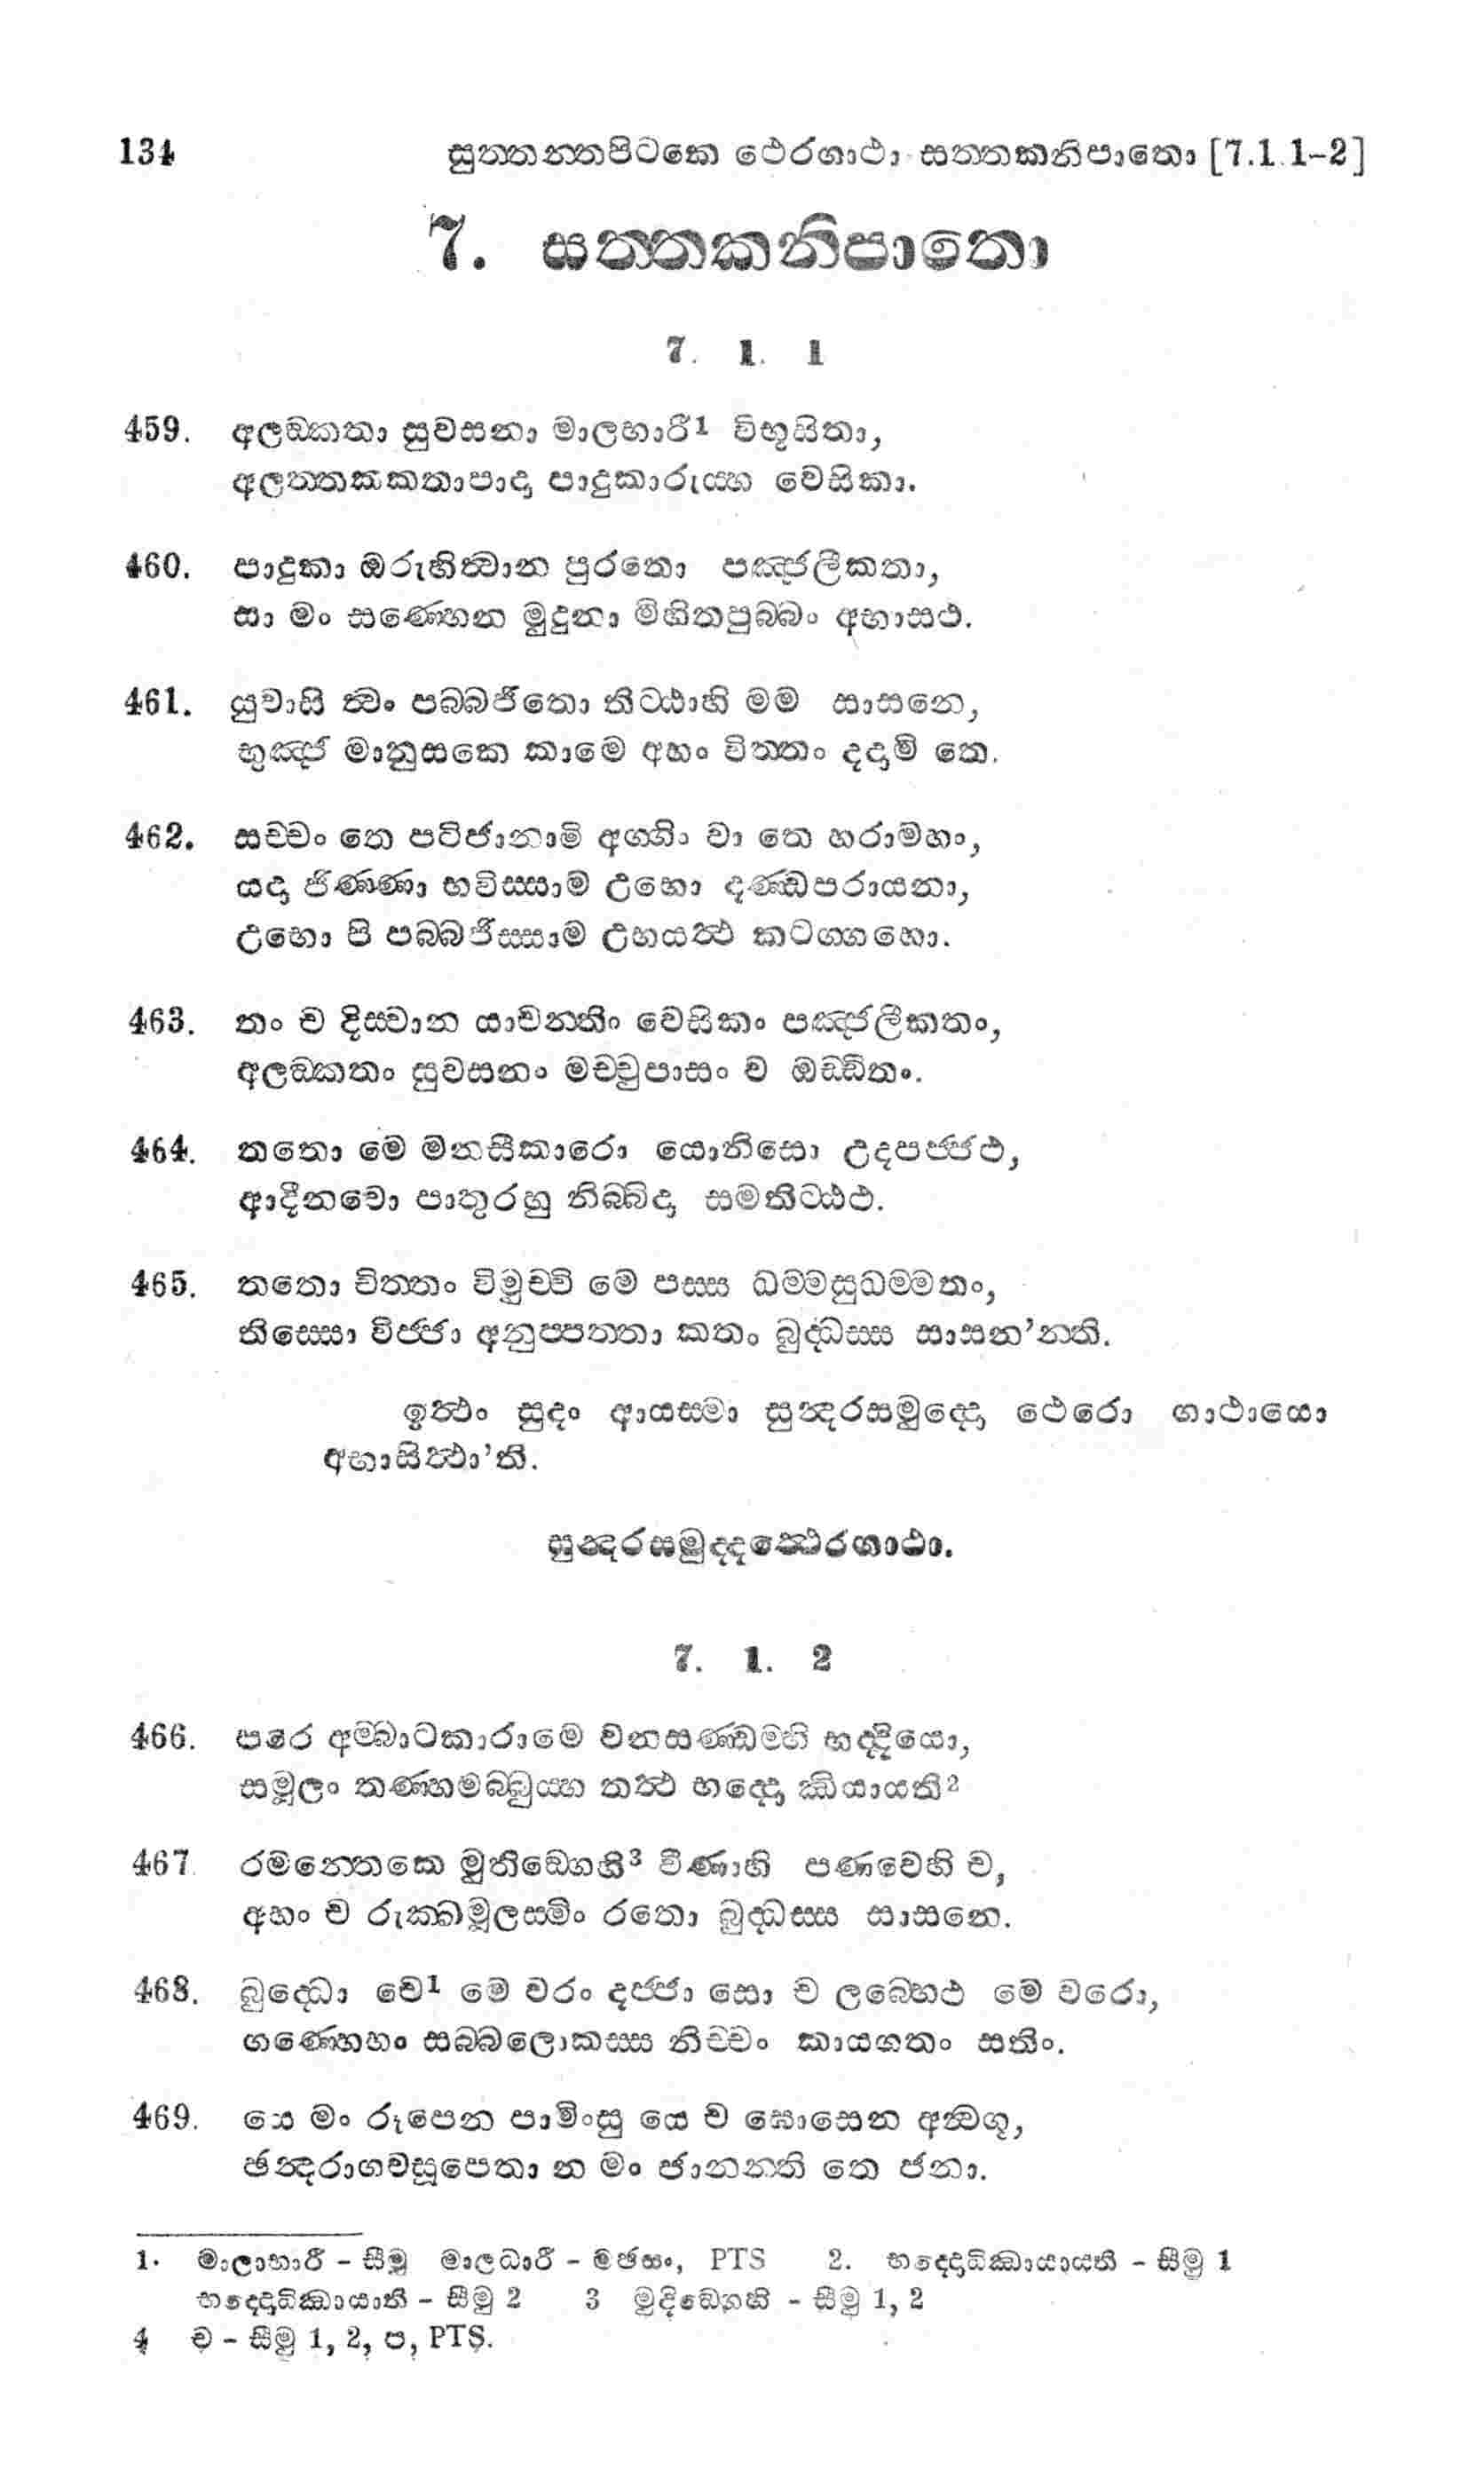 134 සුත්තන්තපිටකෙ ථෙරගාථා සත්තකනිපාතො [7.1.1-2]
7. සත්තකනිපාතො
7. 1. 1
459. අලඞ්කතා සුවසනා මාලභාරී¹ විභූසිතා,
අලත්තකකතාපාදා පාදුකාරුය්හ වෙසිකා.
460. පාදුකා ඔරුහිත්වාන පුරතො පඤ්ජලීකතා,
සා මං සණ්හෙන මුදුනා මිහිතපුබ්බං අභාසථ.
461. යුවාසි ත්වං පබ්බජිතො තිට්ඨාහි මම සාසනෙ,
භුඤ්ජ මානුසකෙ කාමෙ අහං විත්තං දදාමි තෙ.
462. සච්චං තෙ පටිජානාමි අග්ගිං වා තෙ හරාමහං,
යදා ජිණ්ණා භවිස්සාම උභො දණ්ඩපරායනා,
උභො පි පබ්බජිස්සාම උභයත්ථ කටග්ගහො.
463. තං ච දිස්වාන යාචන්තිං වෙසිකං පඤ්ජලීකතං,
අලඞ්කතං සුවසනං මච්චුපාසං ව ඔඩ්ඩිතං.
464. තතො මෙ මනසීකාරො යොනිසො උදපජ්ජථ,
ආදීනවො පාතුරහු නිබ්බිදා සමතිට්ඨථ.
465. තතො චිත්තං විමුච්චි මෙ පස්ස ධම්මසුධම්මතං,
තිස්සො විජ්ජා අනුප්පත්තා කතං බුද්ධස්ස සාසන’න්ති.
ඉත්ථං සුදං ආයස්මා සුන්දරසමුද්දො ථෙරො ගාථායො
අභාසිත්ථා’ති.
සුන්දරසමුද්දත්ථෙරගාථා.
7. 1. 2
466. පරෙ අම්බාටකාරාමෙ වනසණ්ඩම්හි භද්දියො,
සමූලං තණ්හමබ්බුය්හ තත්ථ භද්දො ඣියායති²
467 රමන්තෙකෙ මුතිඞ්ගෙහි³ වීණාහි පණවෙහි ච,
අහං ච රුක්ඛමූලස්මිං රතො බුද්ධස්ස සාසනෙ.
468. බුද්ධො චෙ¹ මෙ වරං දජ්ජා සො ච ලබ්භෙථ මෙ වරො,
ගණ්හෙහං සබ්බලොකස්ස නිච්චං කායගතං සතිං.
469. යෙ මං රූපෙන පාමිංසු යෙ ච ඝොසෙන අන්වගූ,
ඡන්දරාගවසූපෙතා න මං ජානන්ති තෙ ජනා.
1. මාලාභාරී - සීමු මාලධාරී - මඡසං, PTS 2. භද්දොධිඣායායති - සීමු 1
භද්දොධිඣායාති - සීමු 2 3 මුදිඞ්ගෙහි - සීමු 1, 2
4 ච - සීමු 1, 2, ප, PTS.